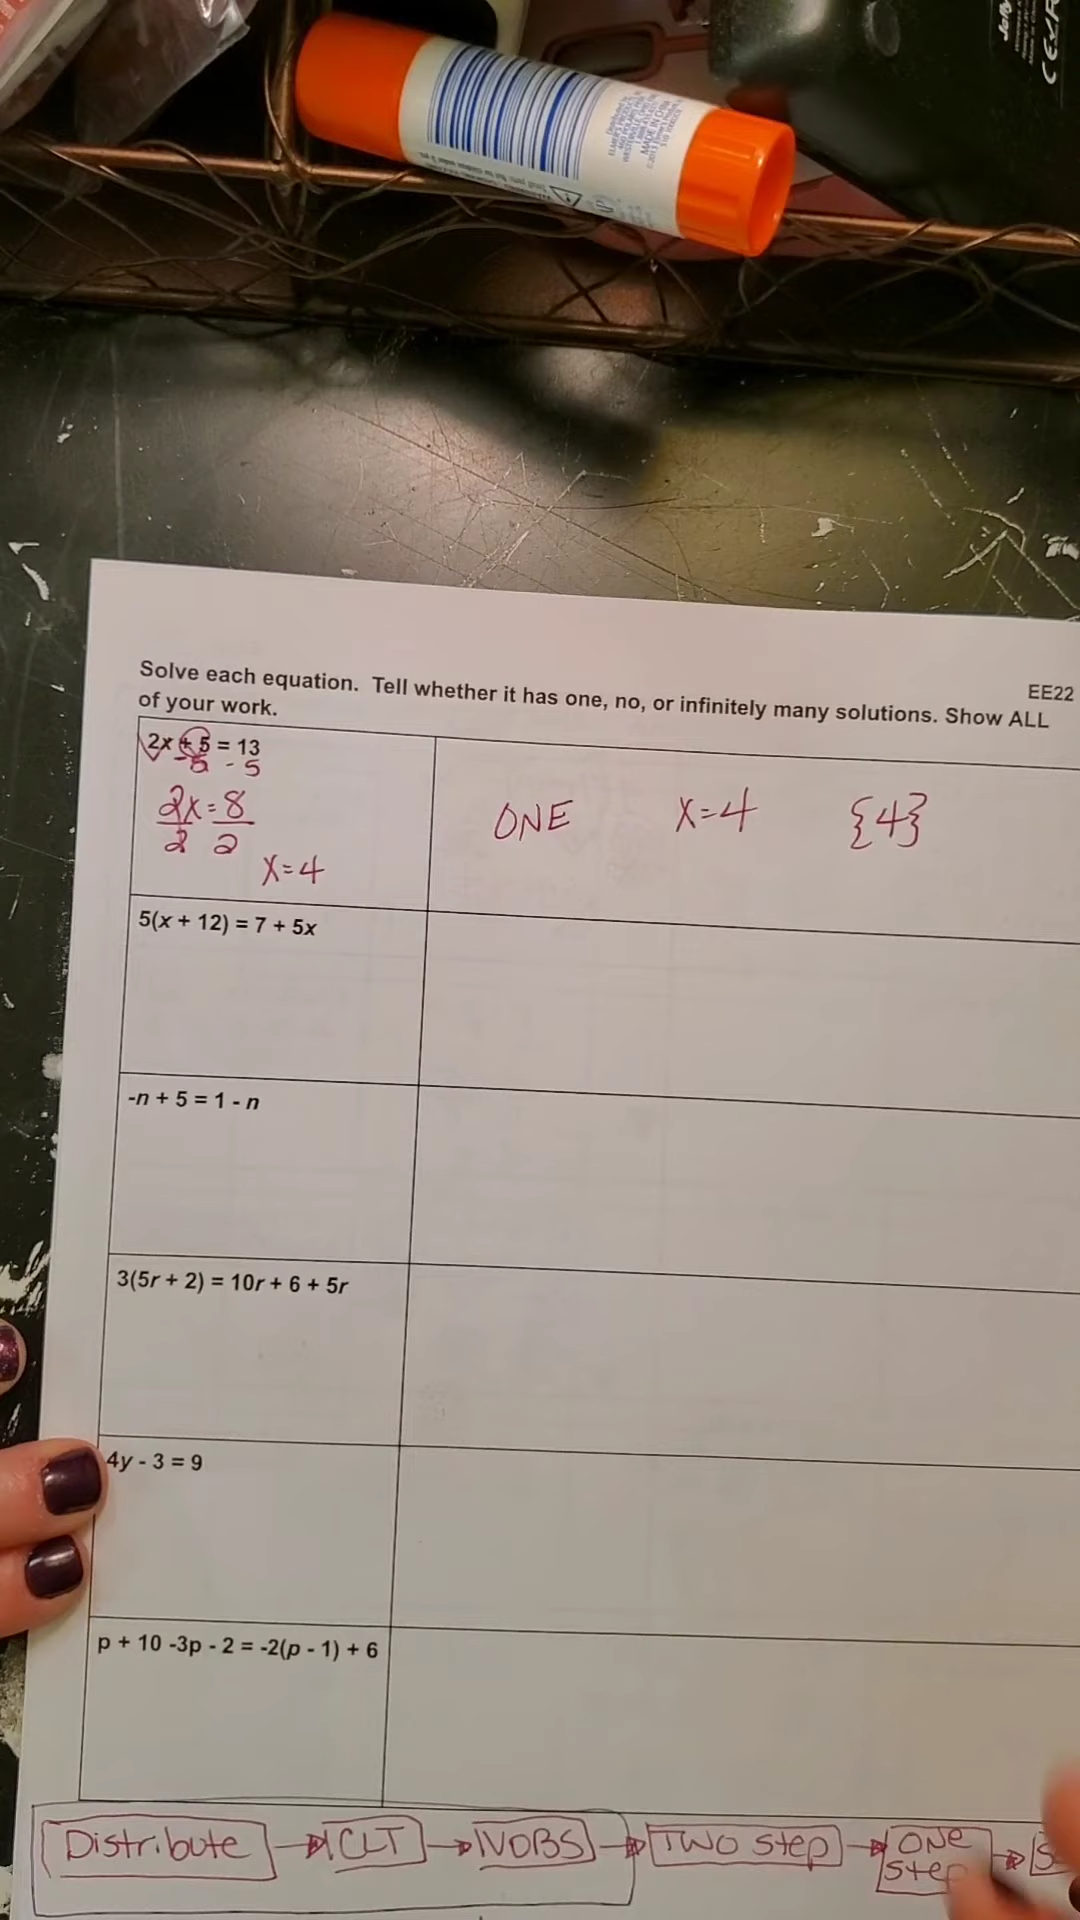 EE22
Solve each equation. Tell whether it has one, no, or infinitely many solutions. Show ALL
of your work.
2x + 5 = 13
-5 -5
2x = 8
2 2
x = 4
ONE x = 4 {4}
5(x + 12) = 7 + 5x
-n + 5 = 1 - n
3(5r + 2) = 10r + 6 + 5r
4y - 3 = 9
p + 10 -3p - 2 = -2(p - 1) + 6
Distribute → CLT → VOBS → TWO Step → ONe
Step